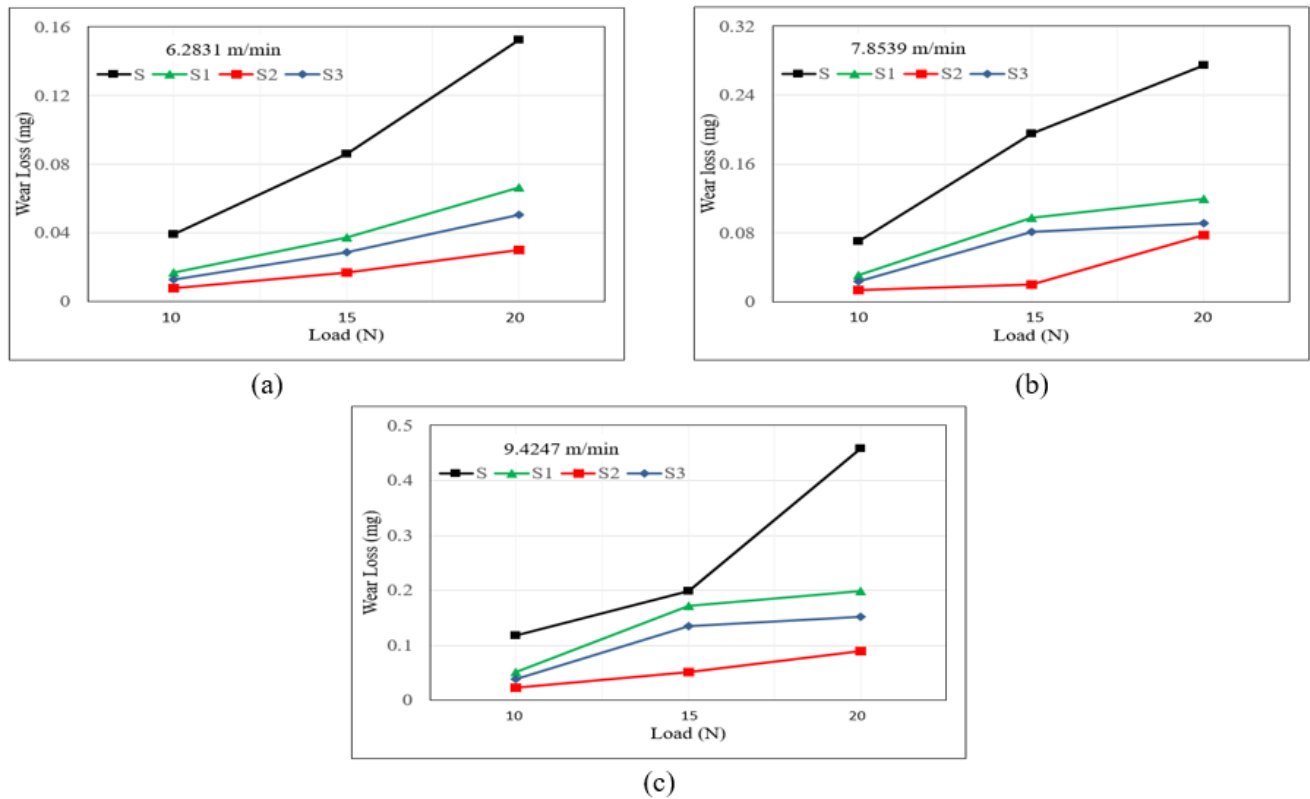 0.16
6.2831 m/min
S S1 S2 S3
0.12
0.08
0.04
0
Wear Loss (mg)
10 15 20
Load (N)
(a)
0.32
7.8539 m/min
S S1 S2 S3
0.24
0.16
0.08
0
Wear loss (mg)
10 15 20
Load (N)
(b)
0.5
9.4247 m/min
S S1 S2 S3
0.4
0.3
0.2
0.1
0
Wear Loss (mg)
10 15 20
Load (N)
(c)